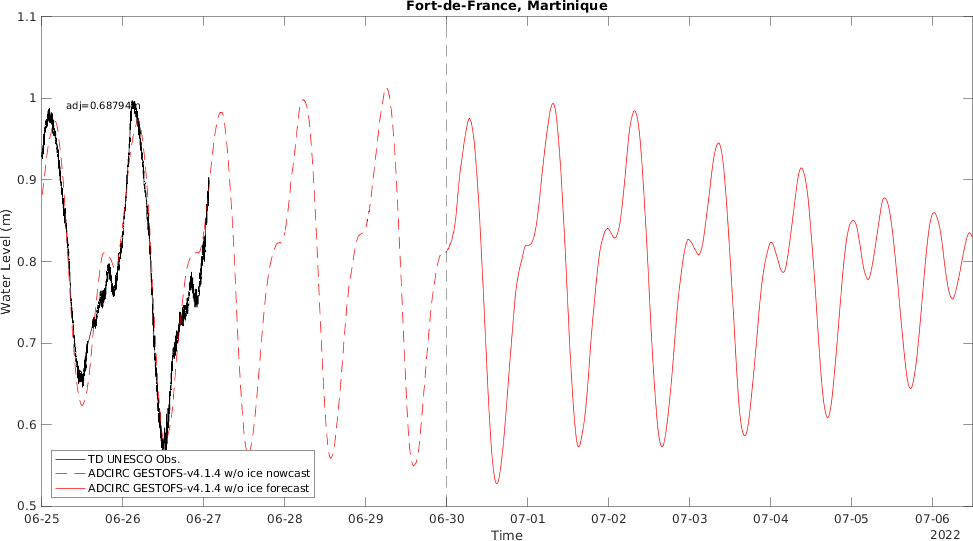 Fort-de-France, Martinique
1.1
1
0.9
0.8
0.7
0.6
0.5
Water Level (m)
adj=0.68794m
TD UNESCO Obs.
ADCIRC GESTOFS-v4.1.4 w/o ice nowcast
ADCIRC GESTOFS-v4.1.4 w/o ice forecast
06-25 06-26 06-27 06-28 06-29 06-30 07-01 07-02 07-03 07-04 07-05 07-06
Time
2022